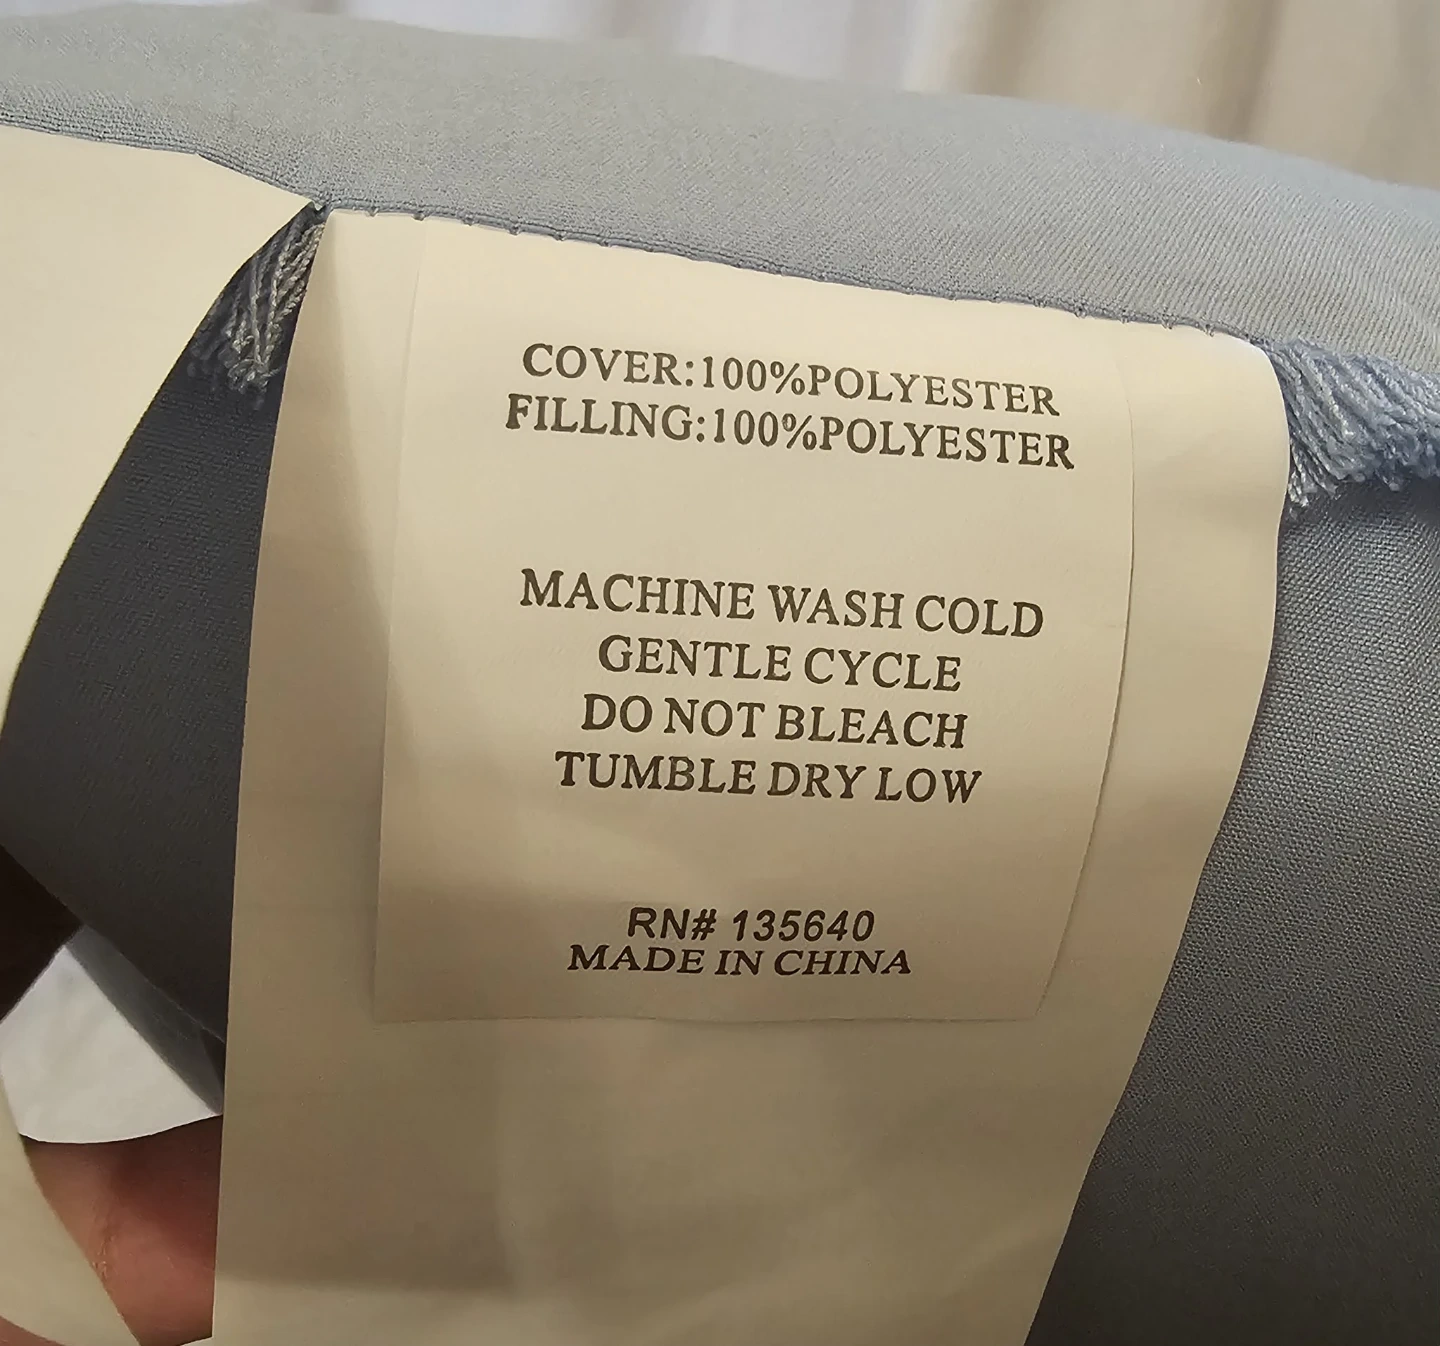 COVER:100%POLYESTER
FILLING:100%POLYESTER
MACHINE WASH COLD
GENTLE CYCLE
DO NOT BLEACH
TUMBLE DRY LOW
RN# 135640
MADE IN CHINA